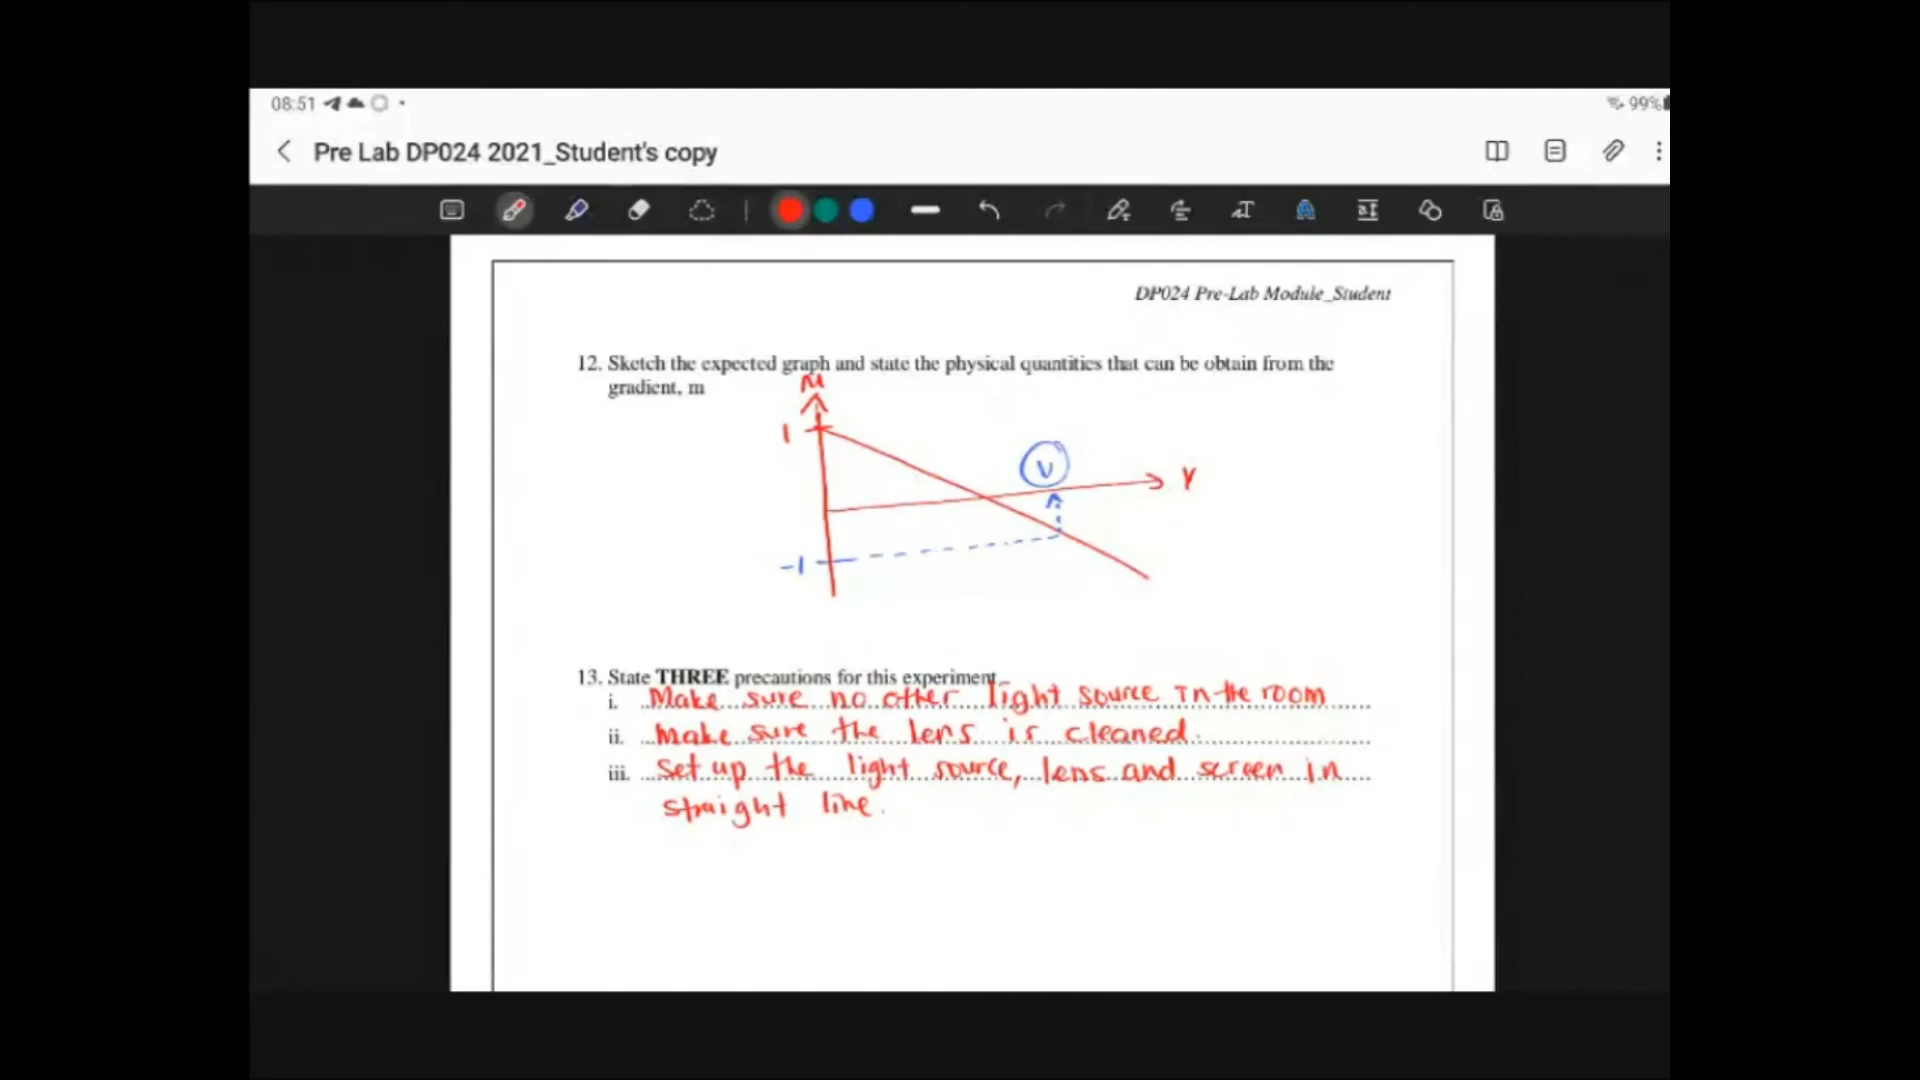 08:51 99%
Pre Lab DP024 2021_Student's copy
DP024 Pre-Lab Module_Student
12. Sketch the expected graph and state the physical quantities that can be obtain from the
gradient, m
M
1
V
-1
13. State THREE precautions for this experiment
i. Make sure no other light source in the room
ii. Make sure the lens is cleaned.
iii. Set up the light source, lens and screen in
straight line.